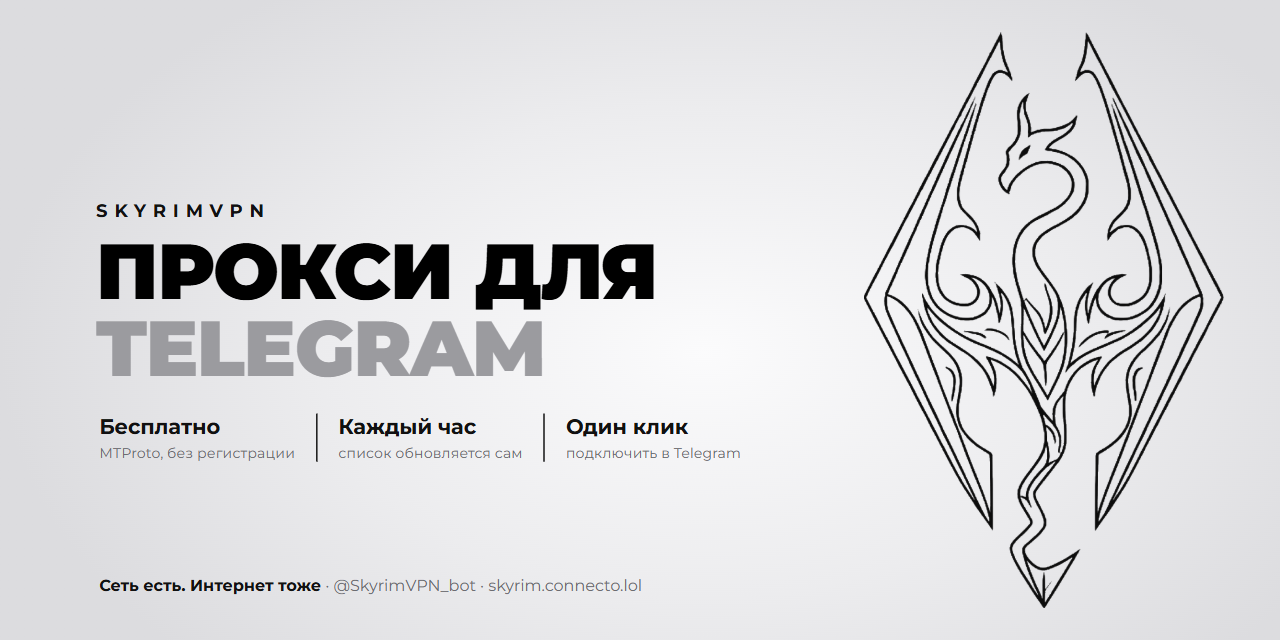 SKYRIMVPN
ПРОКСИ ДЛЯ
TELEGRAM
Бесплатно
MTProto, без регистрации
Каждый час
список обновляется сам
Один клик
подключить в Telegram
Сеть есть. Интернет тоже · @SkyrimVPN_bot · skyrim.connecto.lol